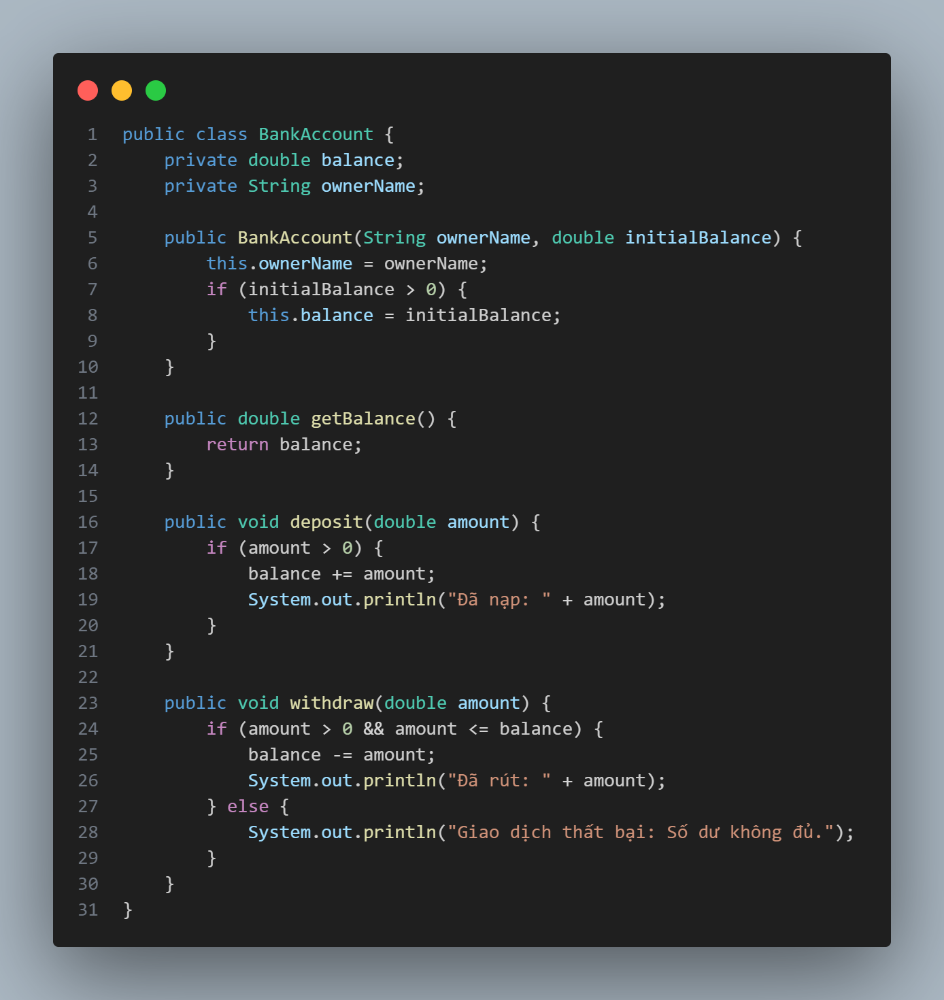 1 public class BankAccount {
2     private double balance;
3     private String ownerName;
4
5     public BankAccount(String ownerName, double initialBalance) {
6         this.ownerName = ownerName;
7         if (initialBalance > 0) {
8             this.balance = initialBalance;
9         }
10     }
11
12     public double getBalance() {
13         return balance;
14     }
15
16     public void deposit(double amount) {
17         if (amount > 0) {
18             balance += amount;
19             System.out.println("Đã nạp: " + amount);
20         }
21     }
22
23     public void withdraw(double amount) {
24         if (amount > 0 && amount <= balance) {
25             balance -= amount;
26             System.out.println("Đã rút: " + amount);
27         } else {
28             System.out.println("Giao dịch thất bại: Số dư không đủ.");
29         }
30     }
31 }